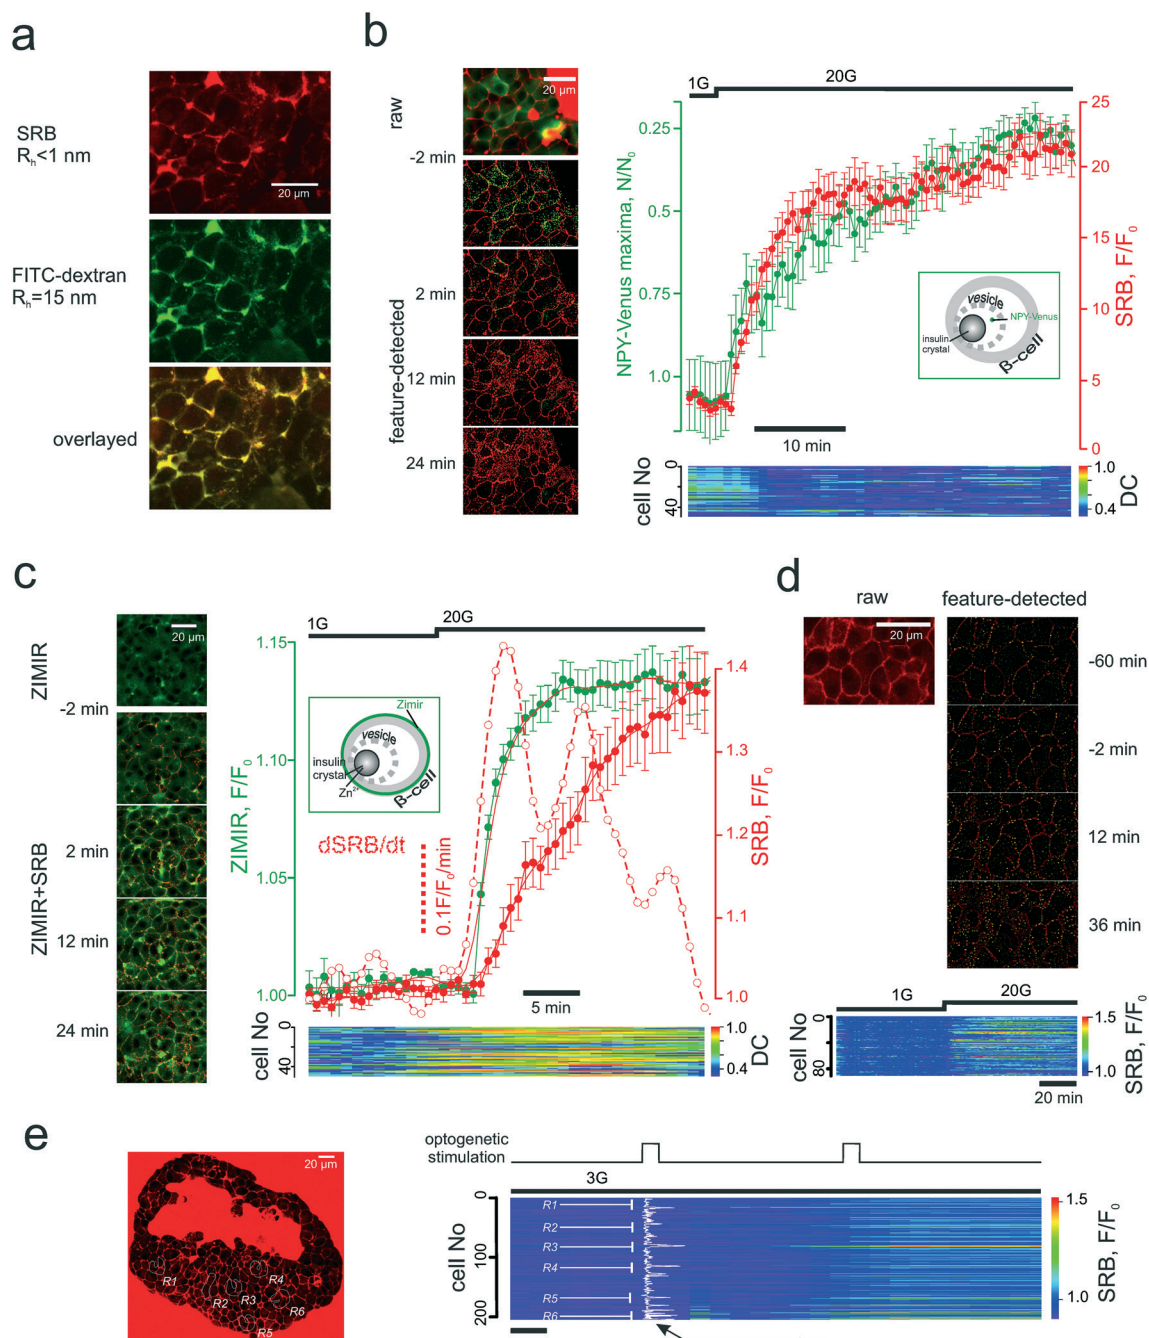 a
SRB
Rh<1 nm
20 µm
FITC-dextran
Rh=15 nm
overlayed
b
raw
20 µm
-2 min
2 min
12 min
24 min
feature-detected
1G
20G
NPY-Venus maxima, N/N0
0.25
0.5
0.75
1.0
25
20
15
10
5
0
SRB, F/F0
vesicle
NPY-Venus
insulin
crystal
β-cell
10 min
cell No
0
40
1.0
0.4
DC
c
ZIMIR
20 µm
-2 min
ZIMIR+SRB
2 min
12 min
24 min
1G
20G
ZIMIR, F/F0
1.15
1.10
1.05
1.00
Zimir
vesicle
insulin
crystal
Zn2+
β-cell
dSRB/dt
0.1F/F0/min
1.4
1.3
1.2
1.1
1.0
SRB, F/F0
5 min
cell No
0
40
1.0
0.4
DC
d
raw
feature-detected
20 µm
-60 min
-2 min
12 min
36 min
1G
20G
cell No
0
80
1.5
1.0
SRB, F/F0
20 min
e
20 µm
R1
R2
R3
R4
R5
R6
optogenetic
stimulation
3G
cell No
0
100
200
R1
R2
R3
R4
R5
R6
1.5
1.0
SRB, F/F0